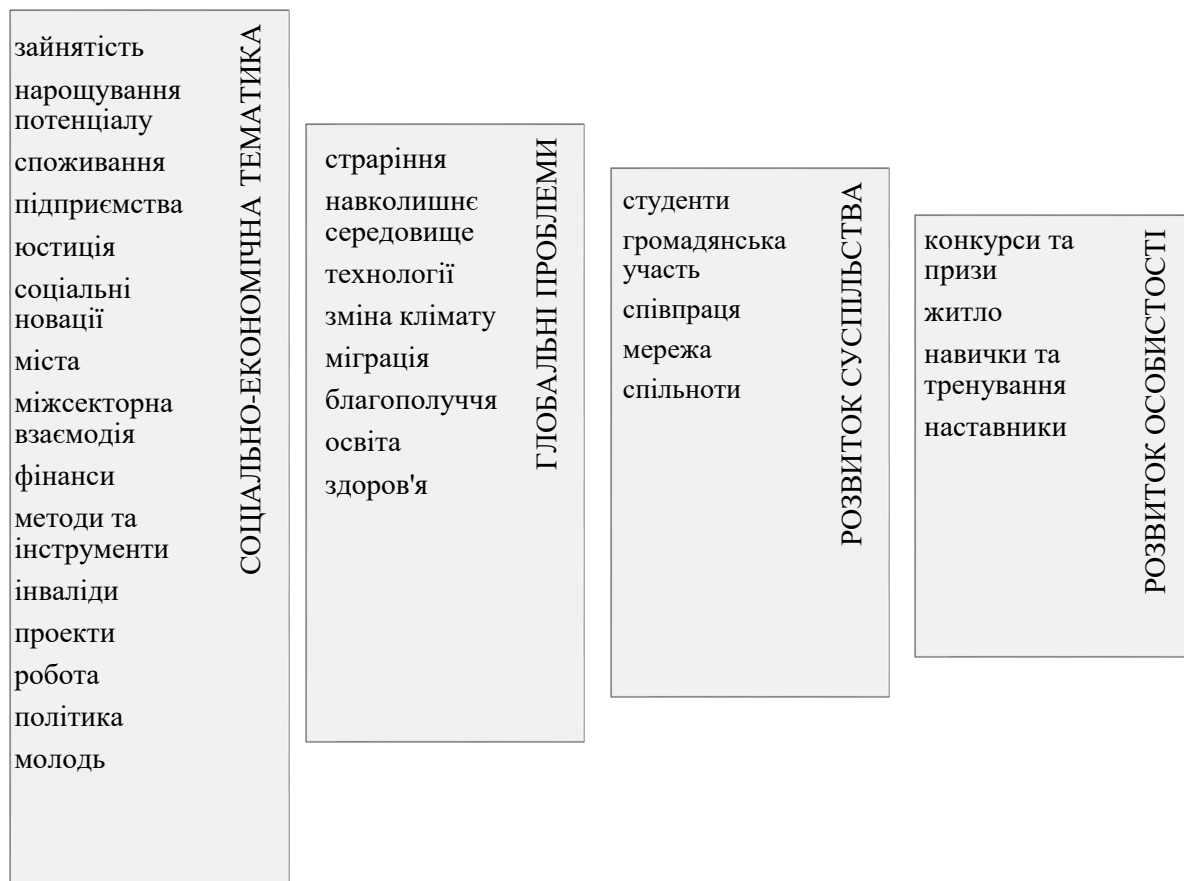 зайнятість
нарощування
потенціалу
споживання
підприємства
юстиція
соціальні
новації
міста
міжсекторна
взаємодія
фінанси
методи та
інструменти
інваліди
проекти
робота
політика
молодь
СОЦІАЛЬНО-ЕКОНОМІЧНА ТЕМАТИКА
страріння
навколишнє
середовище
технології
зміна клімату
міграція
благополуччя
освіта
здоров'я
ГЛОБАЛЬНІ ПРОБЛЕМИ
студенти
громадянська
участь
співпраця
мережа
спільноти
РОЗВИТОК СУСПІЛЬСТВА
конкурси та
призи
житло
навички та
тренування
наставники
РОЗВИТОК ОСОБИСТОСТІ